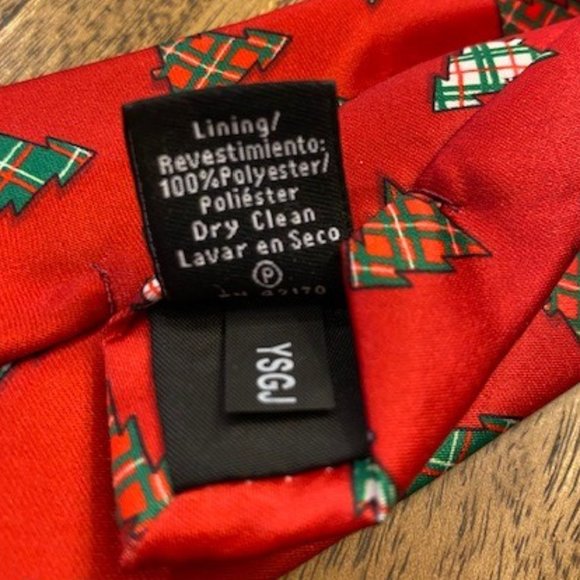 Lining/
Revestimiento:
100%Polyester/
Poliéster
Dry Clean
Lavar en Seco
P
YSGJ